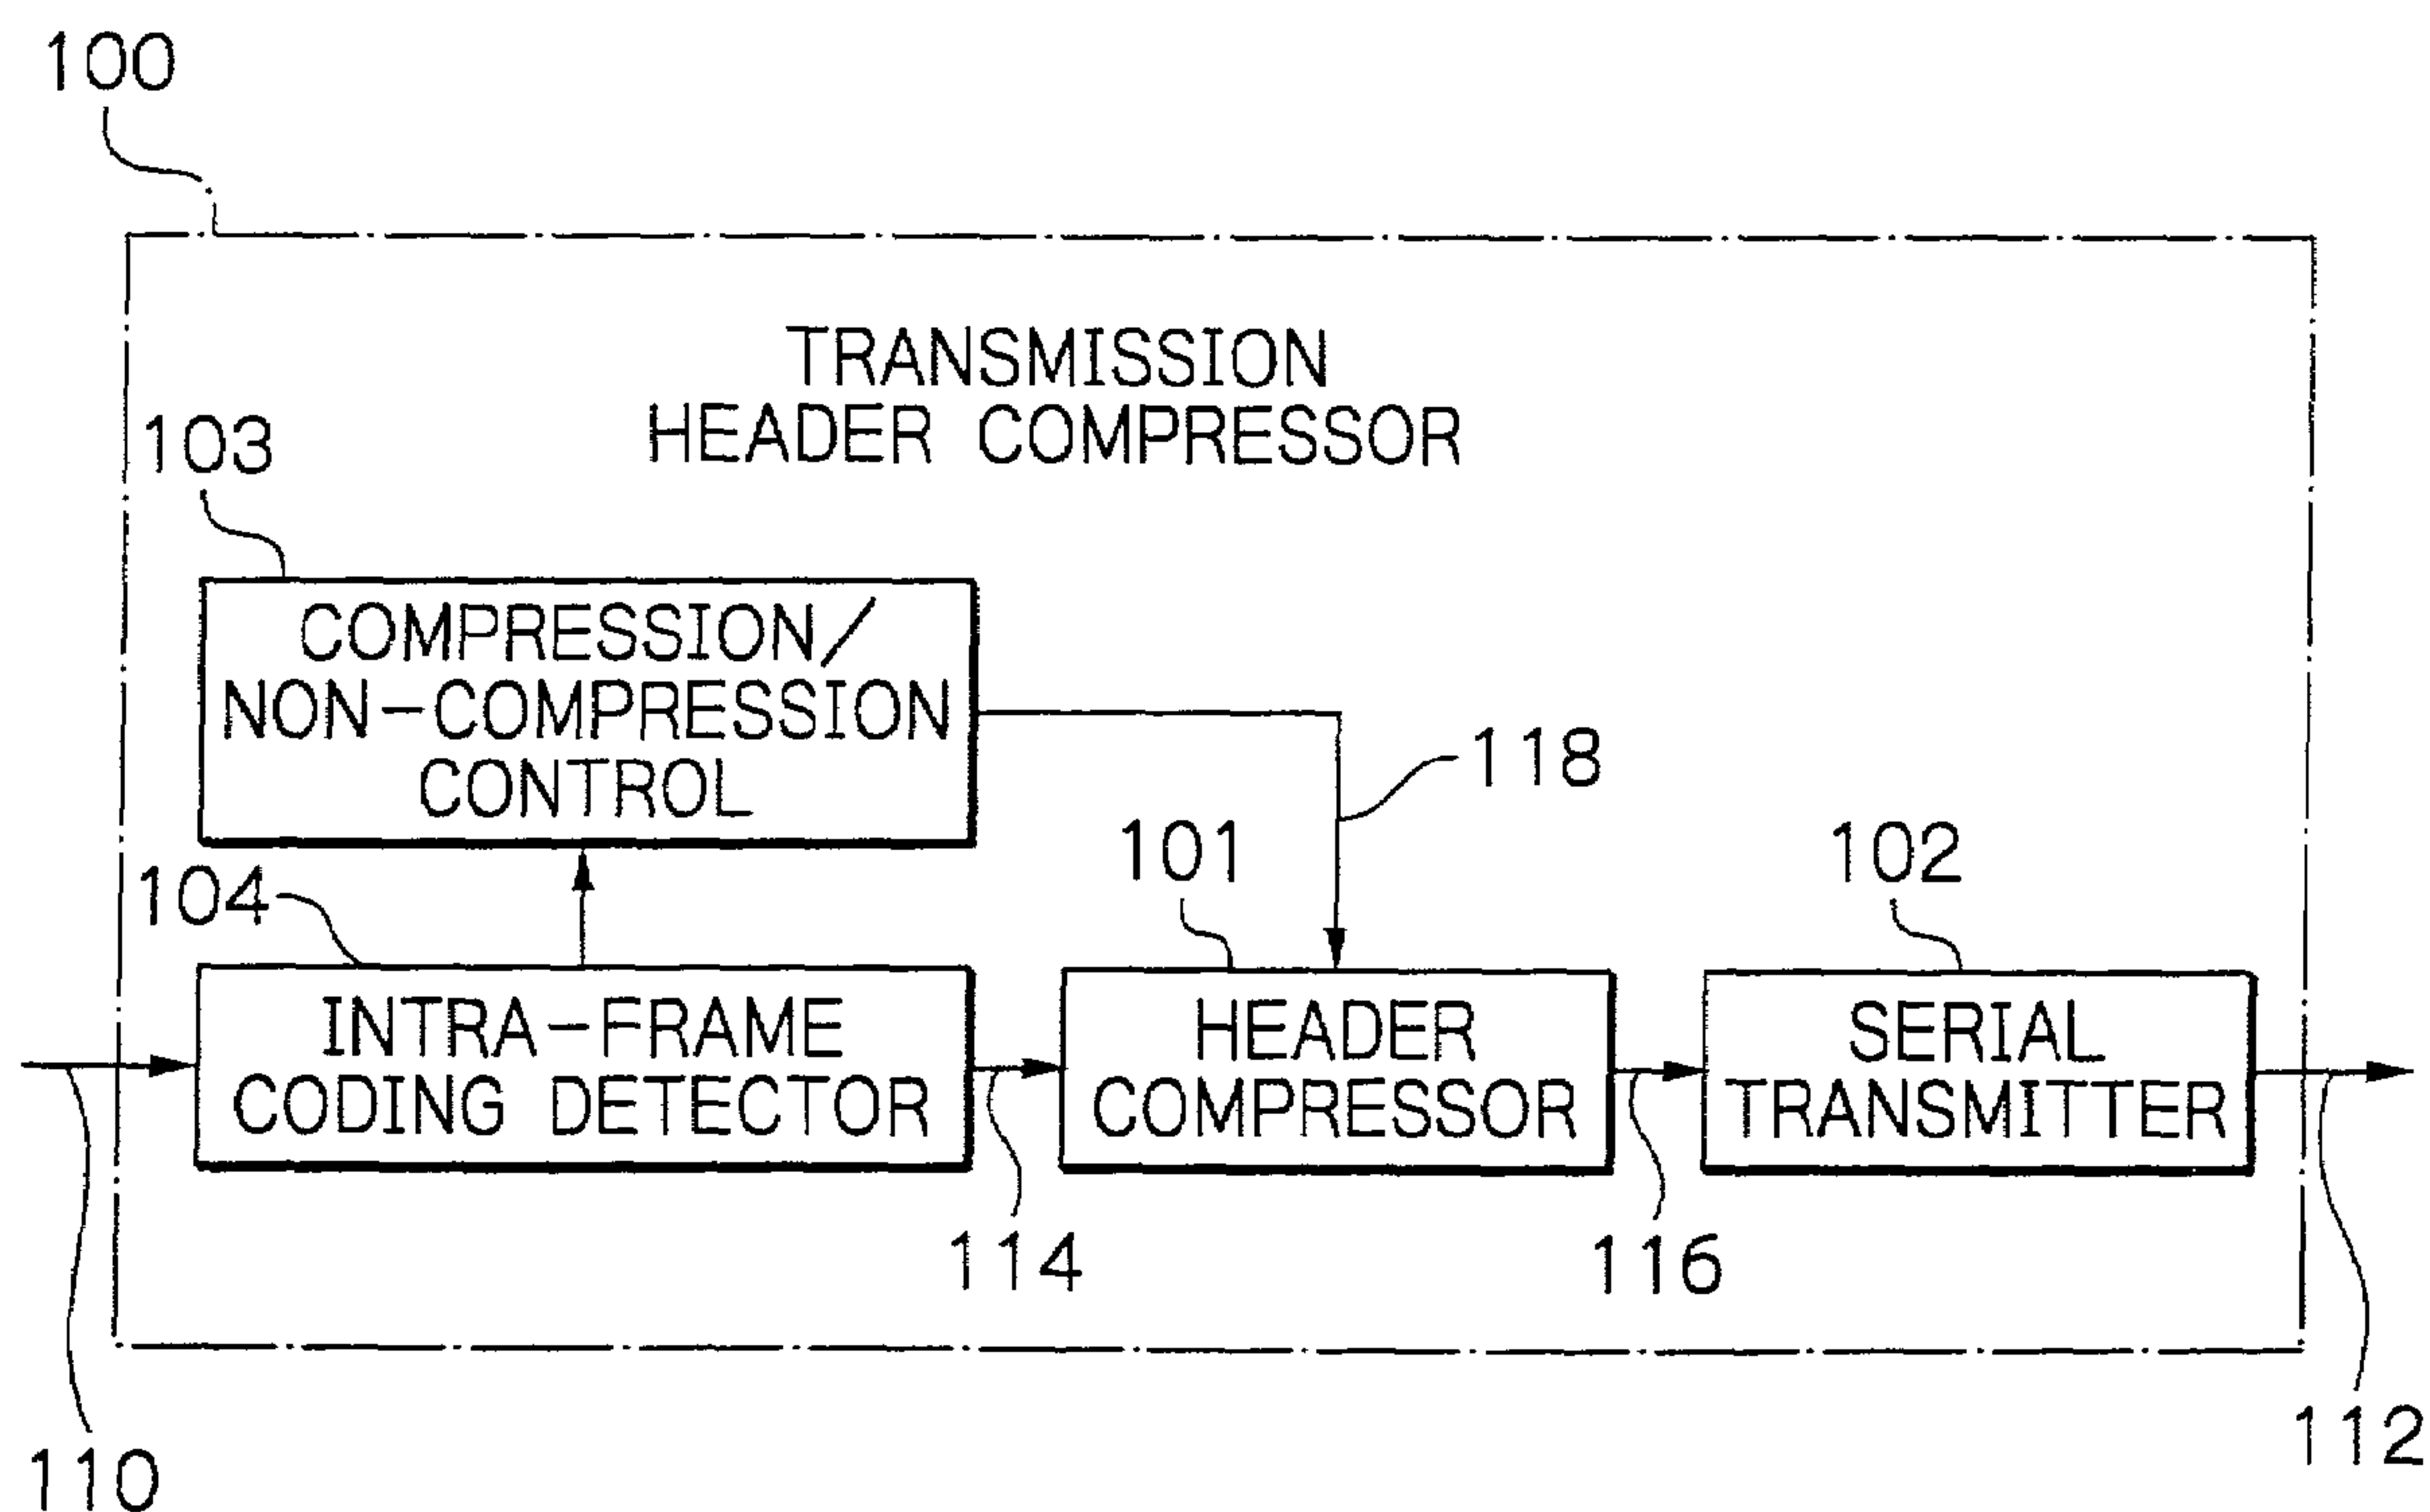 100
TRANSMISSION
HEADER COMPRESSOR
103
COMPRESSION/
NON-COMPRESSION
CONTROL
118
101
102
104
INTRA-FRAME
CODING DETECTOR
HEADER
COMPRESSOR
SERIAL
TRANSMITTER
114
116
110
112